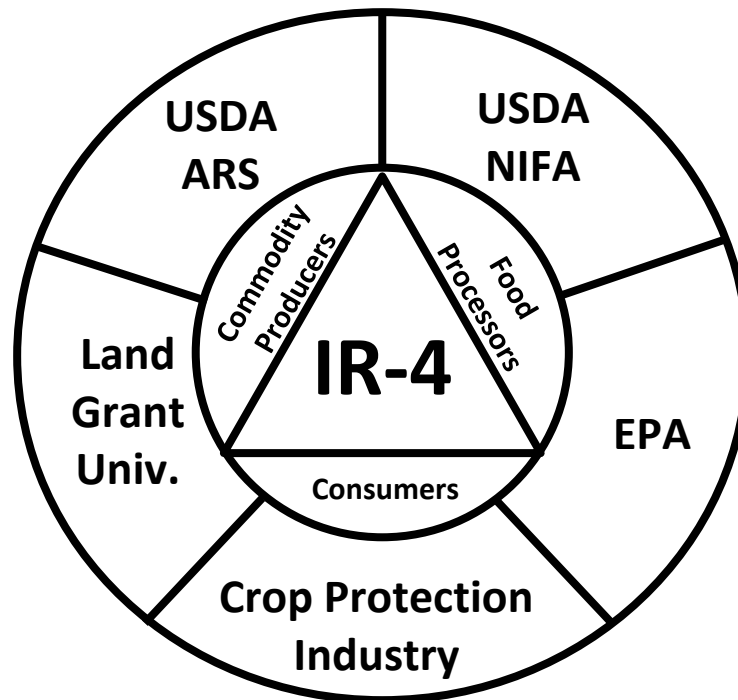 USDA
ARS
USDA
NIFA
Commodity
Producers
Food
Processors
IR-4
Land
Grant
Univ.
EPA
Consumers
Crop Protection
Industry